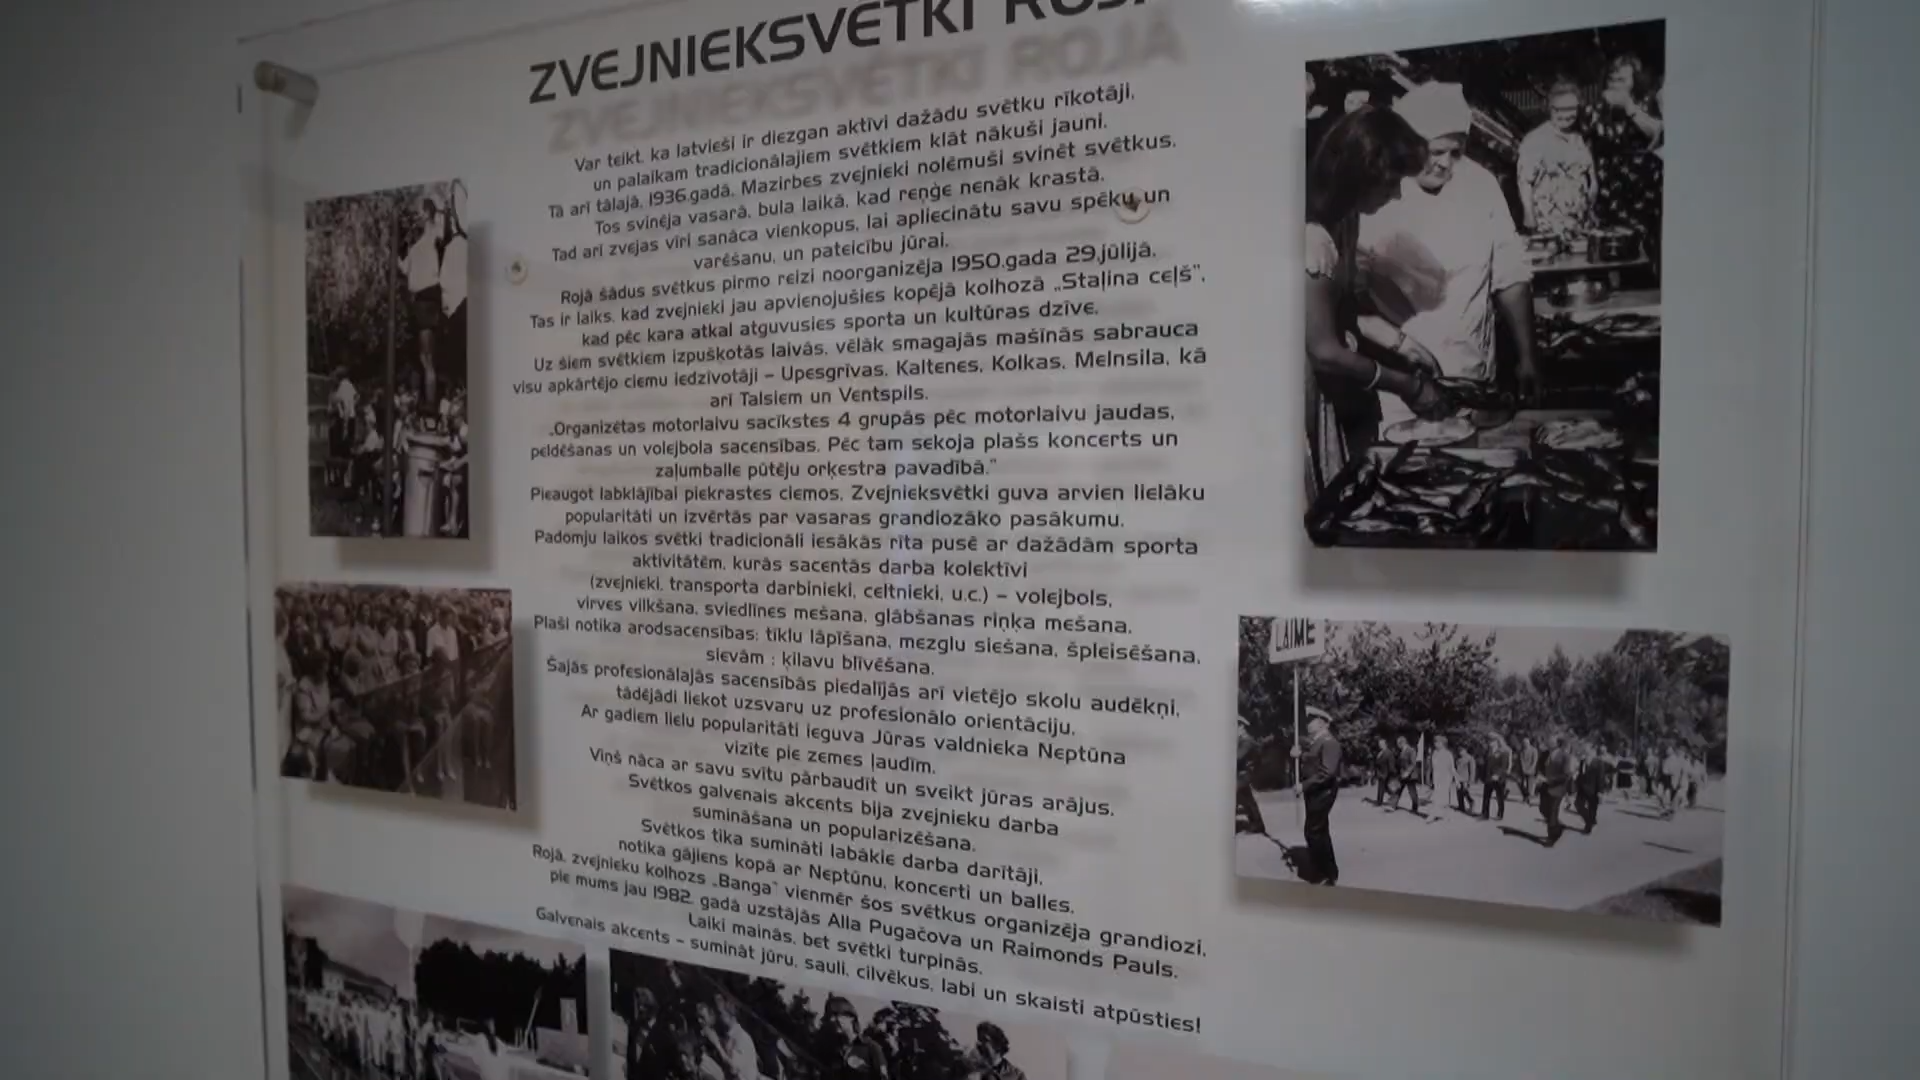 ZVEJNIEKSVĒTKI ROJĀ
Var teikt, ka latvieši ir diezgan aktīvi dažādu svētku rīkotāji,
un palaikam tradicionālajiem svētkiem klāt nākuši jauni.
Tā arī tālajā, 1936.gadā, Mazirbes zvejnieki nolēmuši svinēt svētkus.
Tos svinēja vasarā, bula laikā, kad reņģe nenāk krastā.
Tad arī zvejas vīri sanāca vienkopus, lai apliecinātu savu spēku un
varēšanu, un pateicību jūrai.
Rojā šādus svētkus pirmo reizi noorganizēja 1950.gada 29.jūlijā.
Tas ir laiks, kad zvejnieki jau apvienojušies kopējā kolhozā „Staļina ceļš",
kad pēc kara atkal atguvusies sporta un kultūras dzīve.
Uz šiem svētkiem izpuškotās laivās, vēlāk smagajās mašīnās sabrauca
visu apkārtējo ciemu iedzīvotāji – Upesgrīvas, Kaltenes, Kolkas, Melnsila, kā
arī Talsiem un Ventspils.
„Organizētas motorlaivu sacīkstes 4 grupās pēc motorlaivu jaudas,
peldēšanas un volejbola sacensības. Pēc tam sekoja plašs koncerts un
zaļumballe pūtēju orķestra pavadībā."
Pieaugot labklājībai piekrastes ciemos, Zvejnieksvētki guva arvien lielāku
popularitāti un izvērtās par vasaras grandiozāko pasākumu.
Padomju laikos svētki tradicionāli iesākās rīta pusē ar dažādām sporta
aktivitātēm, kurās sacentās darba kolektīvi
(zvejnieki, transporta darbinieki, celtnieki, u.c.) – volejbols,
virves vilkšana, sviedlīnes mešana, glābšanas riņķa mešana.
Plaši notika arodsacensības: tīklu lāpīšana, mezglu siešana, špleisēšana,
sievām : ķilavu blīvēšana.
Šajās profesionālajās sacensībās piedalījās arī vietējo skolu audēkņi,
tādējādi liekot uzsvaru uz profesionālo orientāciju.
Ar gadiem lielu popularitāti ieguva Jūras valdnieka Neptūna
vizīte pie zemes ļaudīm.
Viņš nāca ar savu svītu pārbaudīt un sveikt jūras arājus.
Svētkos galvenais akcents bija zvejnieku darba
sumināšana un popularizēšana.
Svētkos tika sumināti labākie darba darītāji,
notika gājiens kopā ar Neptūnu, koncerti un balles.
Rojā, zvejnieku kolhozs „Banga" vienmēr šos svētkus organizēja grandiozi,
pie mums jau 1982. gadā uzstājās Alla Pugačova un Raimonds Pauls.
Laiki mainās, bet svētki turpinās.
Galvenais akcents – sumināt jūru, sauli, cilvēkus, labi un skaisti atpūsties!
LAIME